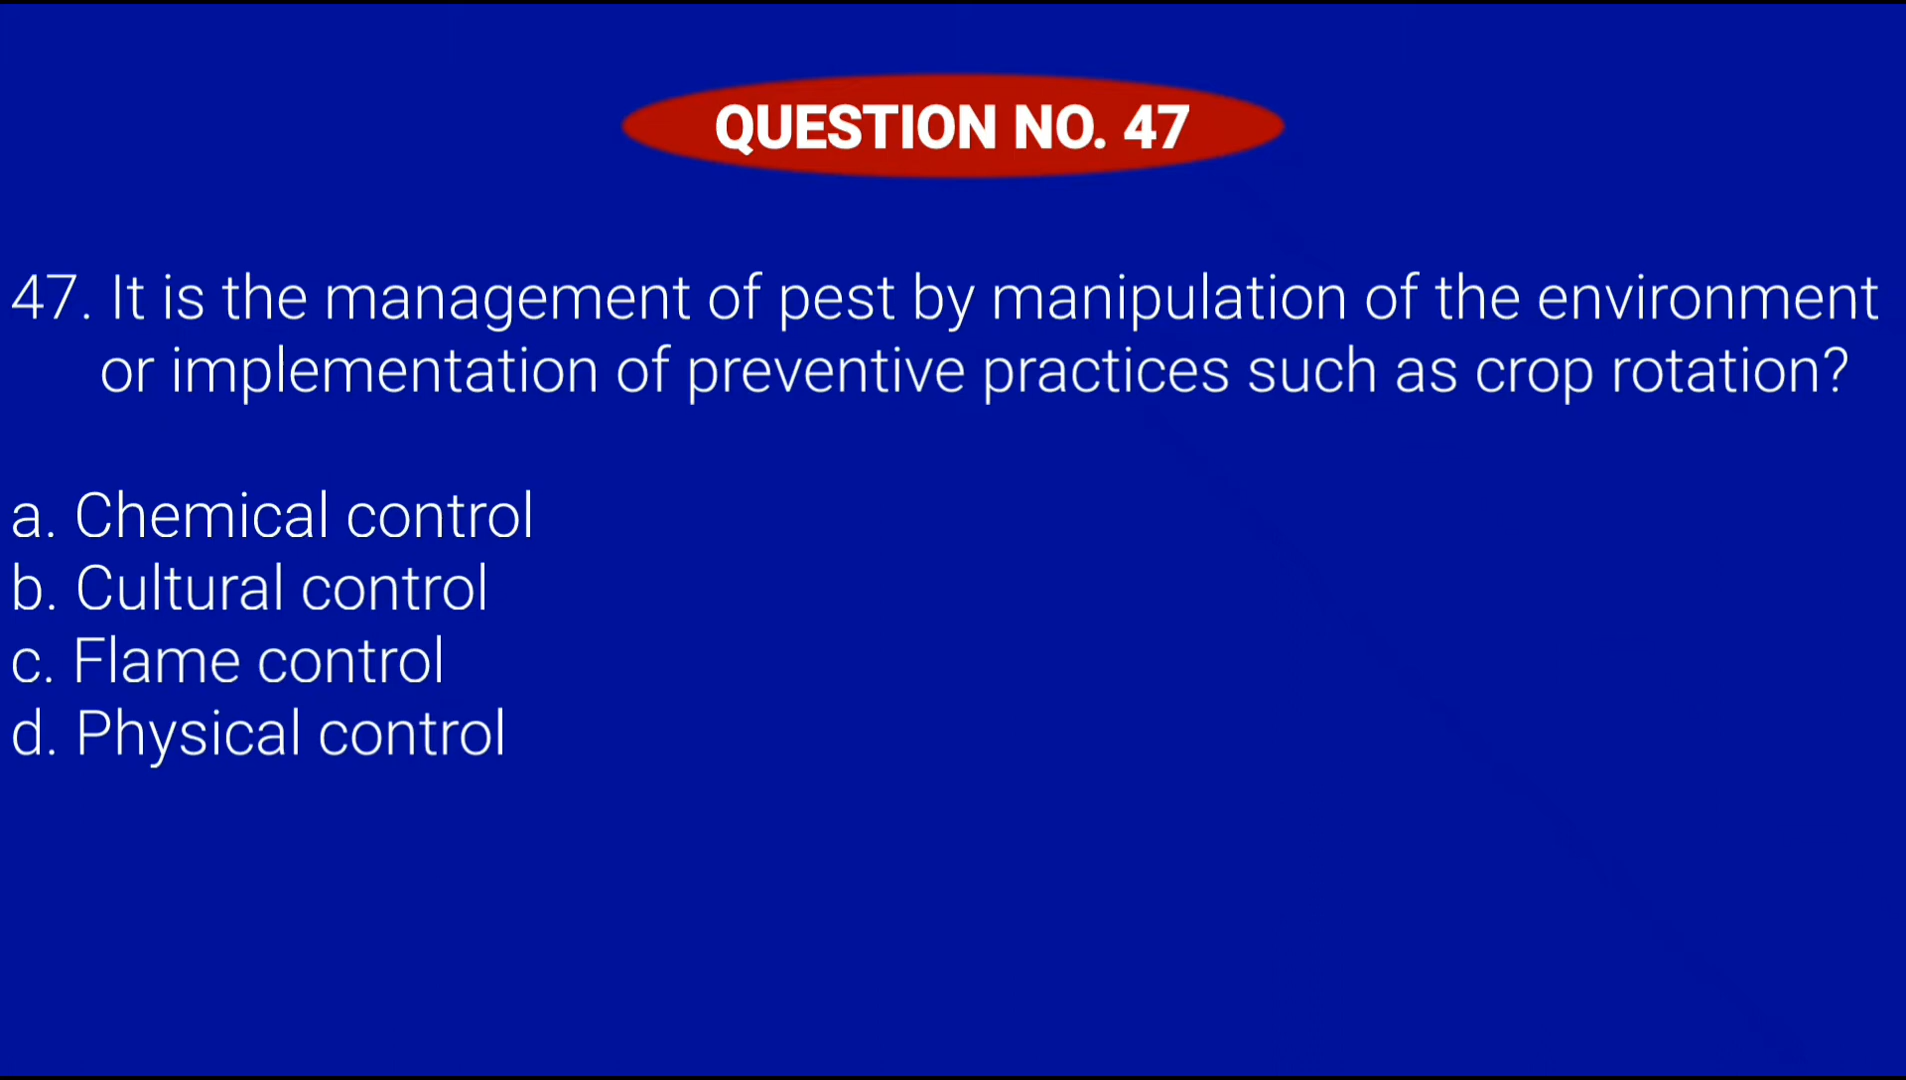 QUESTION NO. 47
47. It is the management of pest by manipulation of the environment
or implementation of preventive practices such as crop rotation?
a. Chemical control
b. Cultural control
c. Flame control
d. Physical control